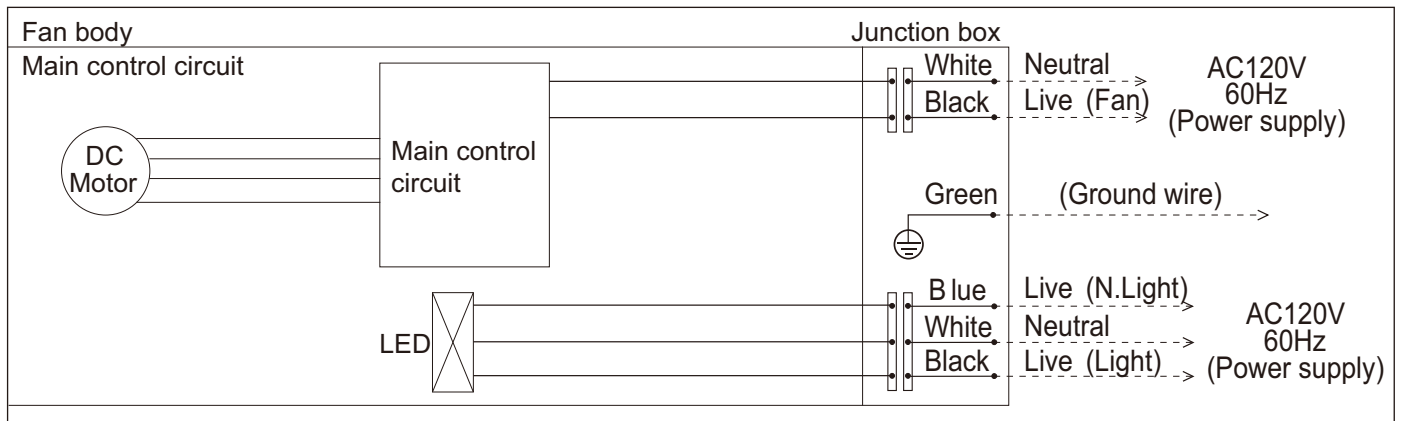 Fan body
Junction box
Main control circuit
White
Neutral
AC120V
60Hz
(Power supply)
Black
Live (Fan)
DC
Motor
Main control
circuit
Green
(Ground wire)
Blue
Live (N.Light)
AC120V
60Hz
(Power supply)
LED
White
Neutral
Black
Live (Light)